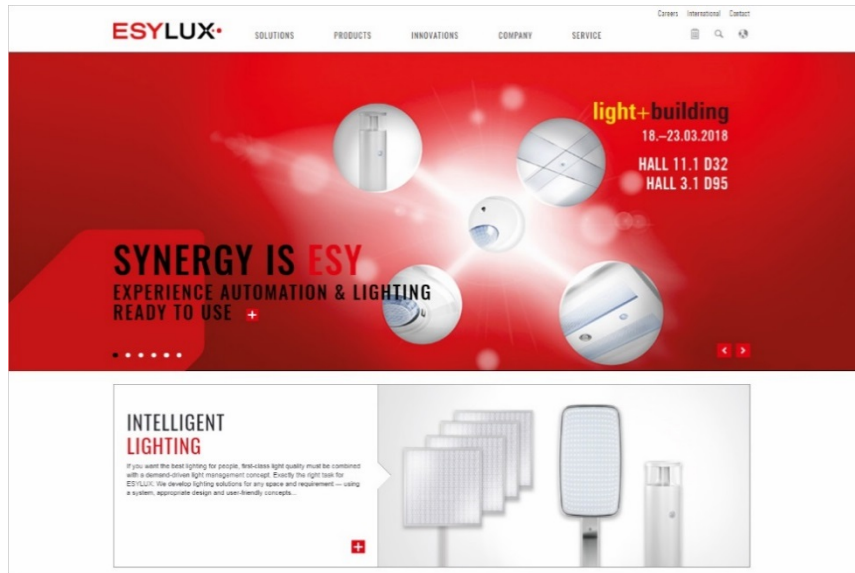 Careers International Contact
ESYLUX
SOLUTIONS PRODUCTS INNOVATIONS COMPANY SERVICE
light+building
18.–23.03.2018
HALL 11.1 D32
HALL 3.1 D95
SYNERGY IS ESY
EXPERIENCE AUTOMATION & LIGHTING
READY TO USE +
INTELLIGENT
LIGHTING
If you want the best lighting for people, first-class light quality must be combined
with a demand-driven light management concept. Exactly the right task for
ESYLUX. We develop lighting solutions for any space and requirement — using
a system, appropriate design and user-friendly concepts...